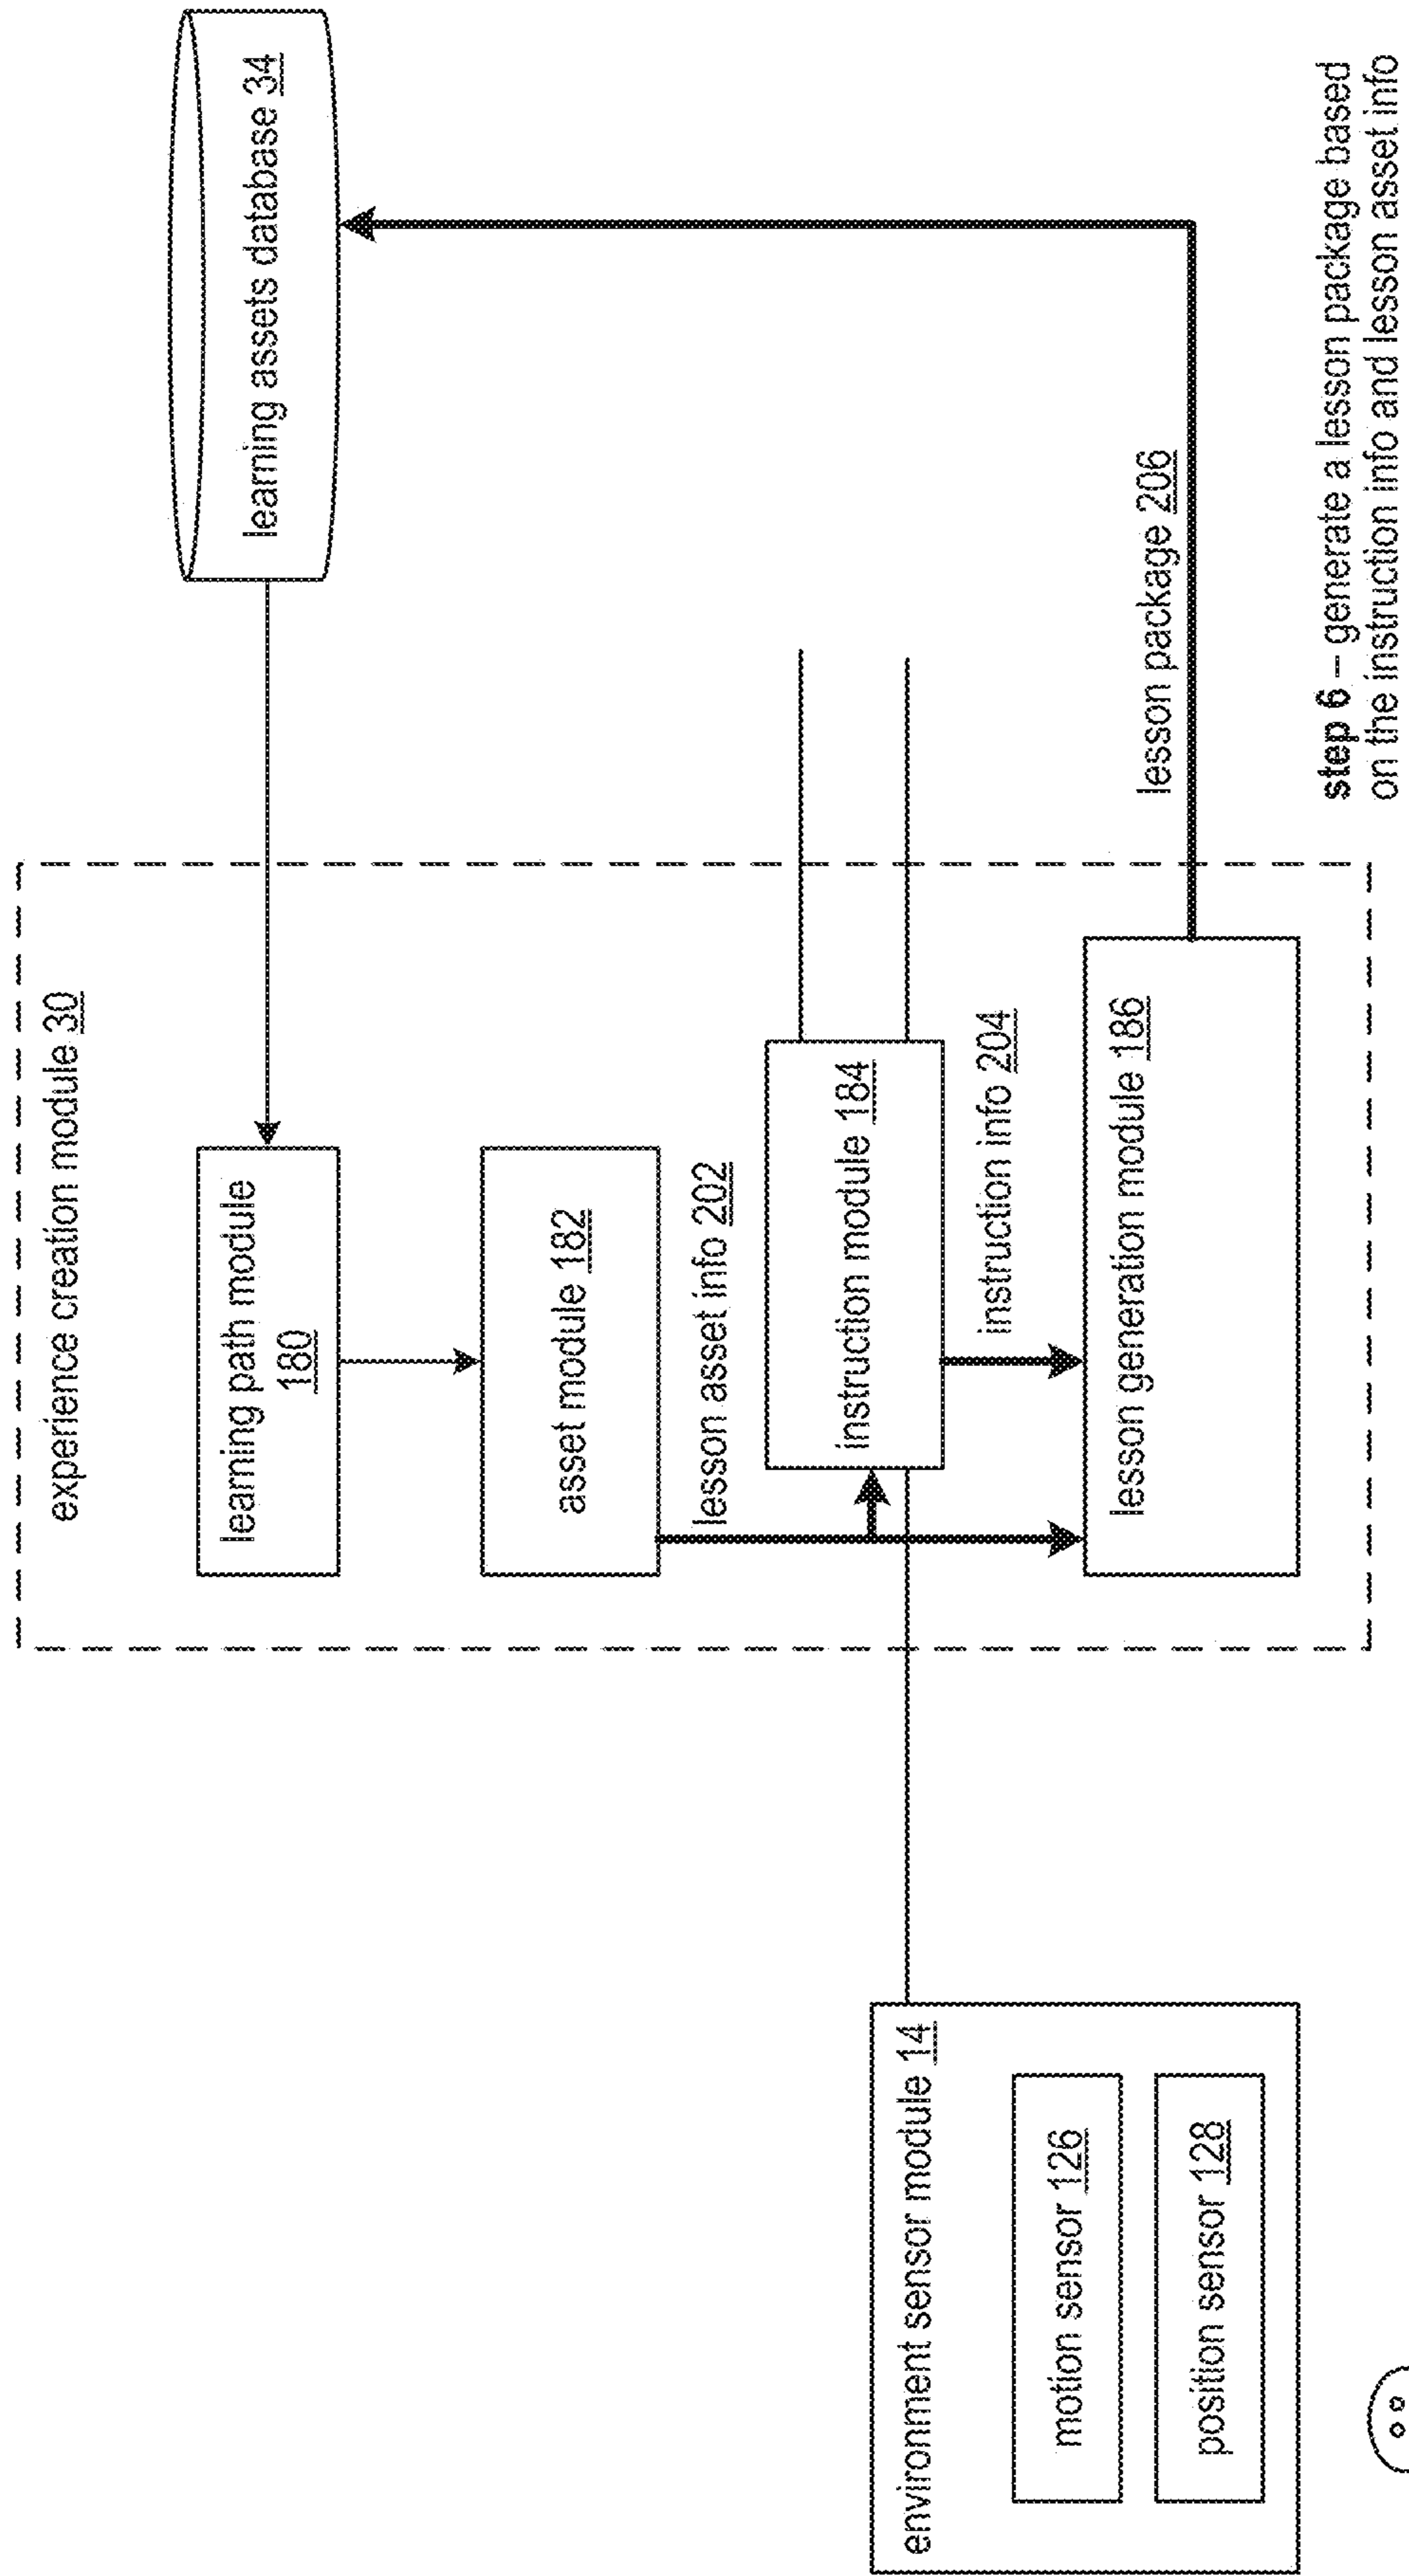 experience creation module 30
learning path module
180
learning assets database 34
asset module 182
lesson asset info 202
instruction module 184
instruction info 204
lesson generation module 186
lesson package 206
environment sensor module 14
motion sensor 126
position sensor 128
step 6 – generate a lesson package based
on the instruction info and lesson asset info